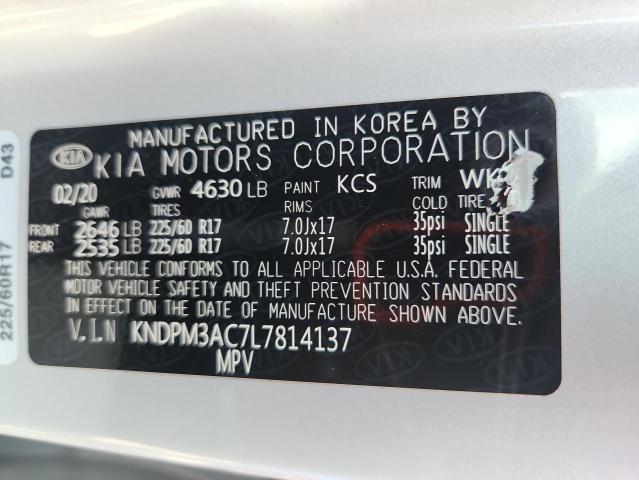 MANUFACTURED IN KOREA BY
KIA KIA MOTORS CORPORATION
02/20 GVWR 4630 LB PAINT KCS TRIM
GAWR TIRES RIMS COLD TIRE
FRONT 2646 LB 225/60 R17 7.0Jx17 35psi SINGLE
REAR 2535 LB 225/60 R17 7.0Jx17 35psi SINGLE
THIS VEHICLE CONFORMS TO ALL APPLICABLE U.S.A. FEDERAL
MOTOR VEHICLE SAFETY AND THEFT PREVENTION STANDARDS
IN EFFECT ON THE DATE OF MANUFACTURE SHOWN ABOVE.
V.I.N KNDPM3AC7L7814137
MPV
225/60R17 D43